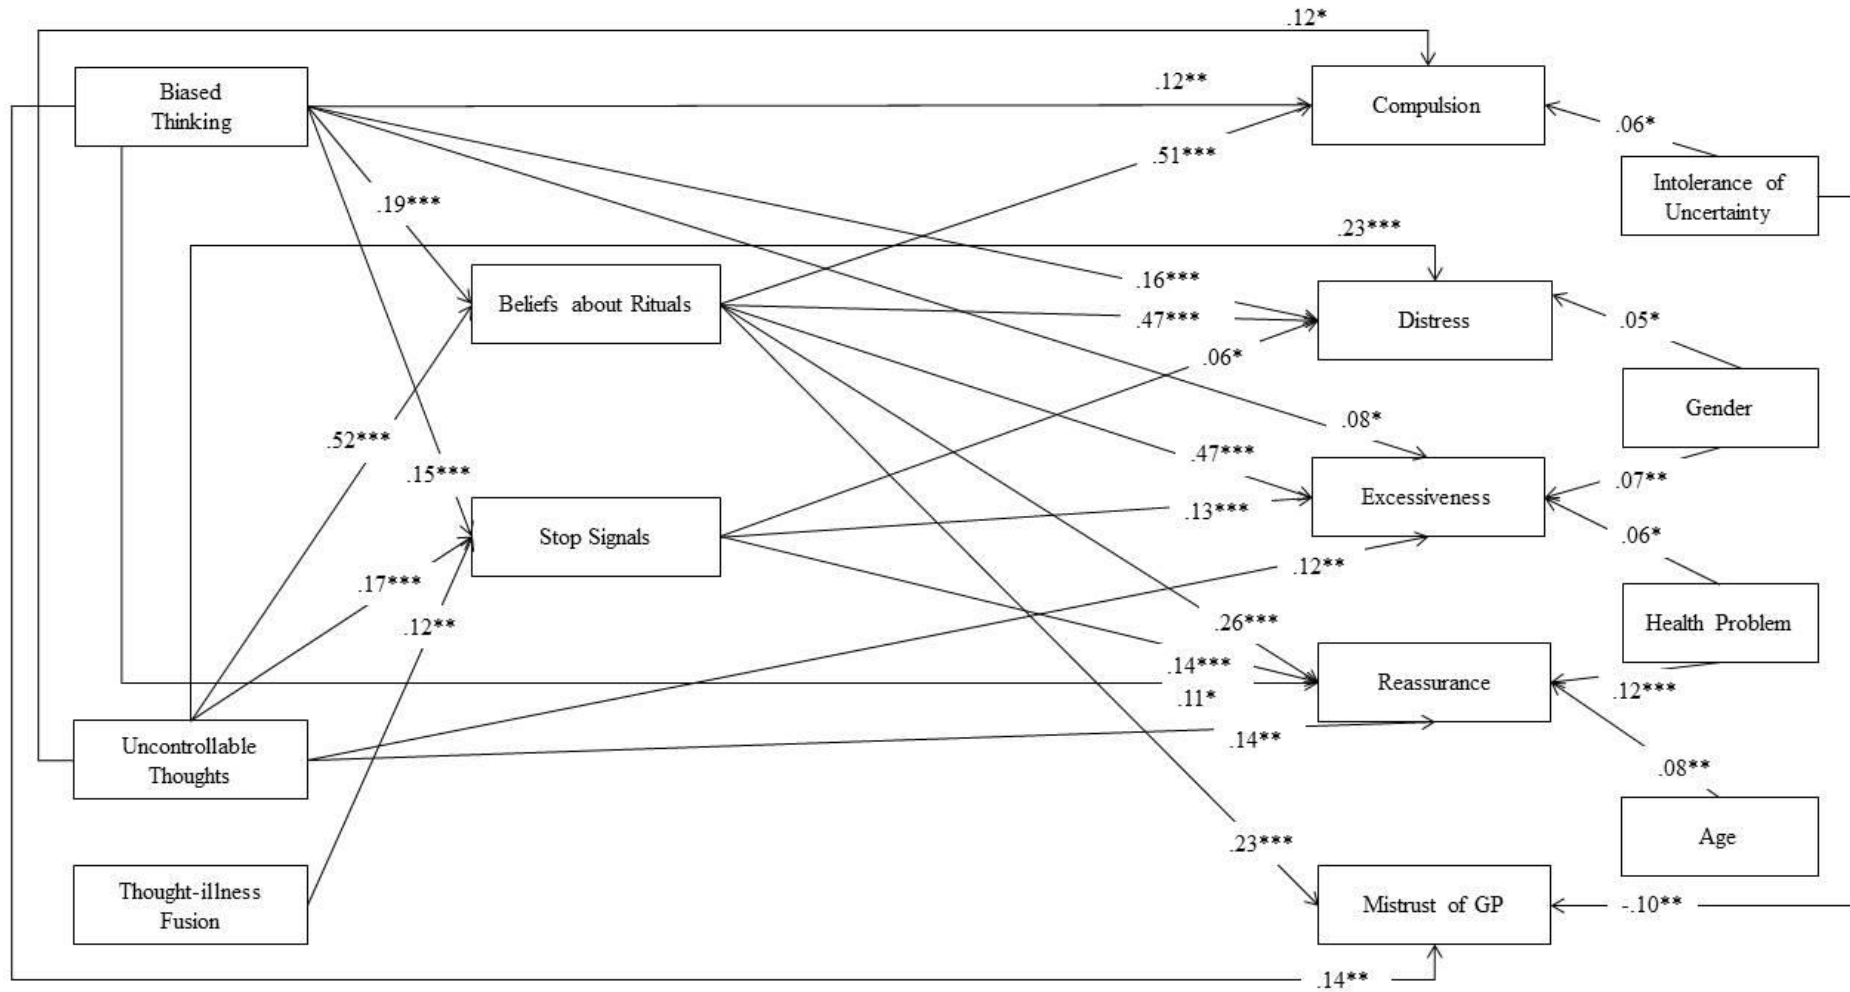 .12*
Biased
Thinking
.12**
Compulsion
.06*
.51***
Intolerance of
Uncertainty
.19***
.23***
.16***
Beliefs about Rituals
.47***
Distress
.05*
.06*
Gender
.08*
.52***
.47***
.15***
.07**
Excessiveness
.13***
Stop Signals
.06*
.12**
.17***
.12**
.26***
Health Problem
.14***
Reassurance
.12***
.11*
.14**
Uncontrollable
Thoughts
.08**
Age
.23***
Thought-illness
Fusion
Mistrust of GP
-.10**
.14**